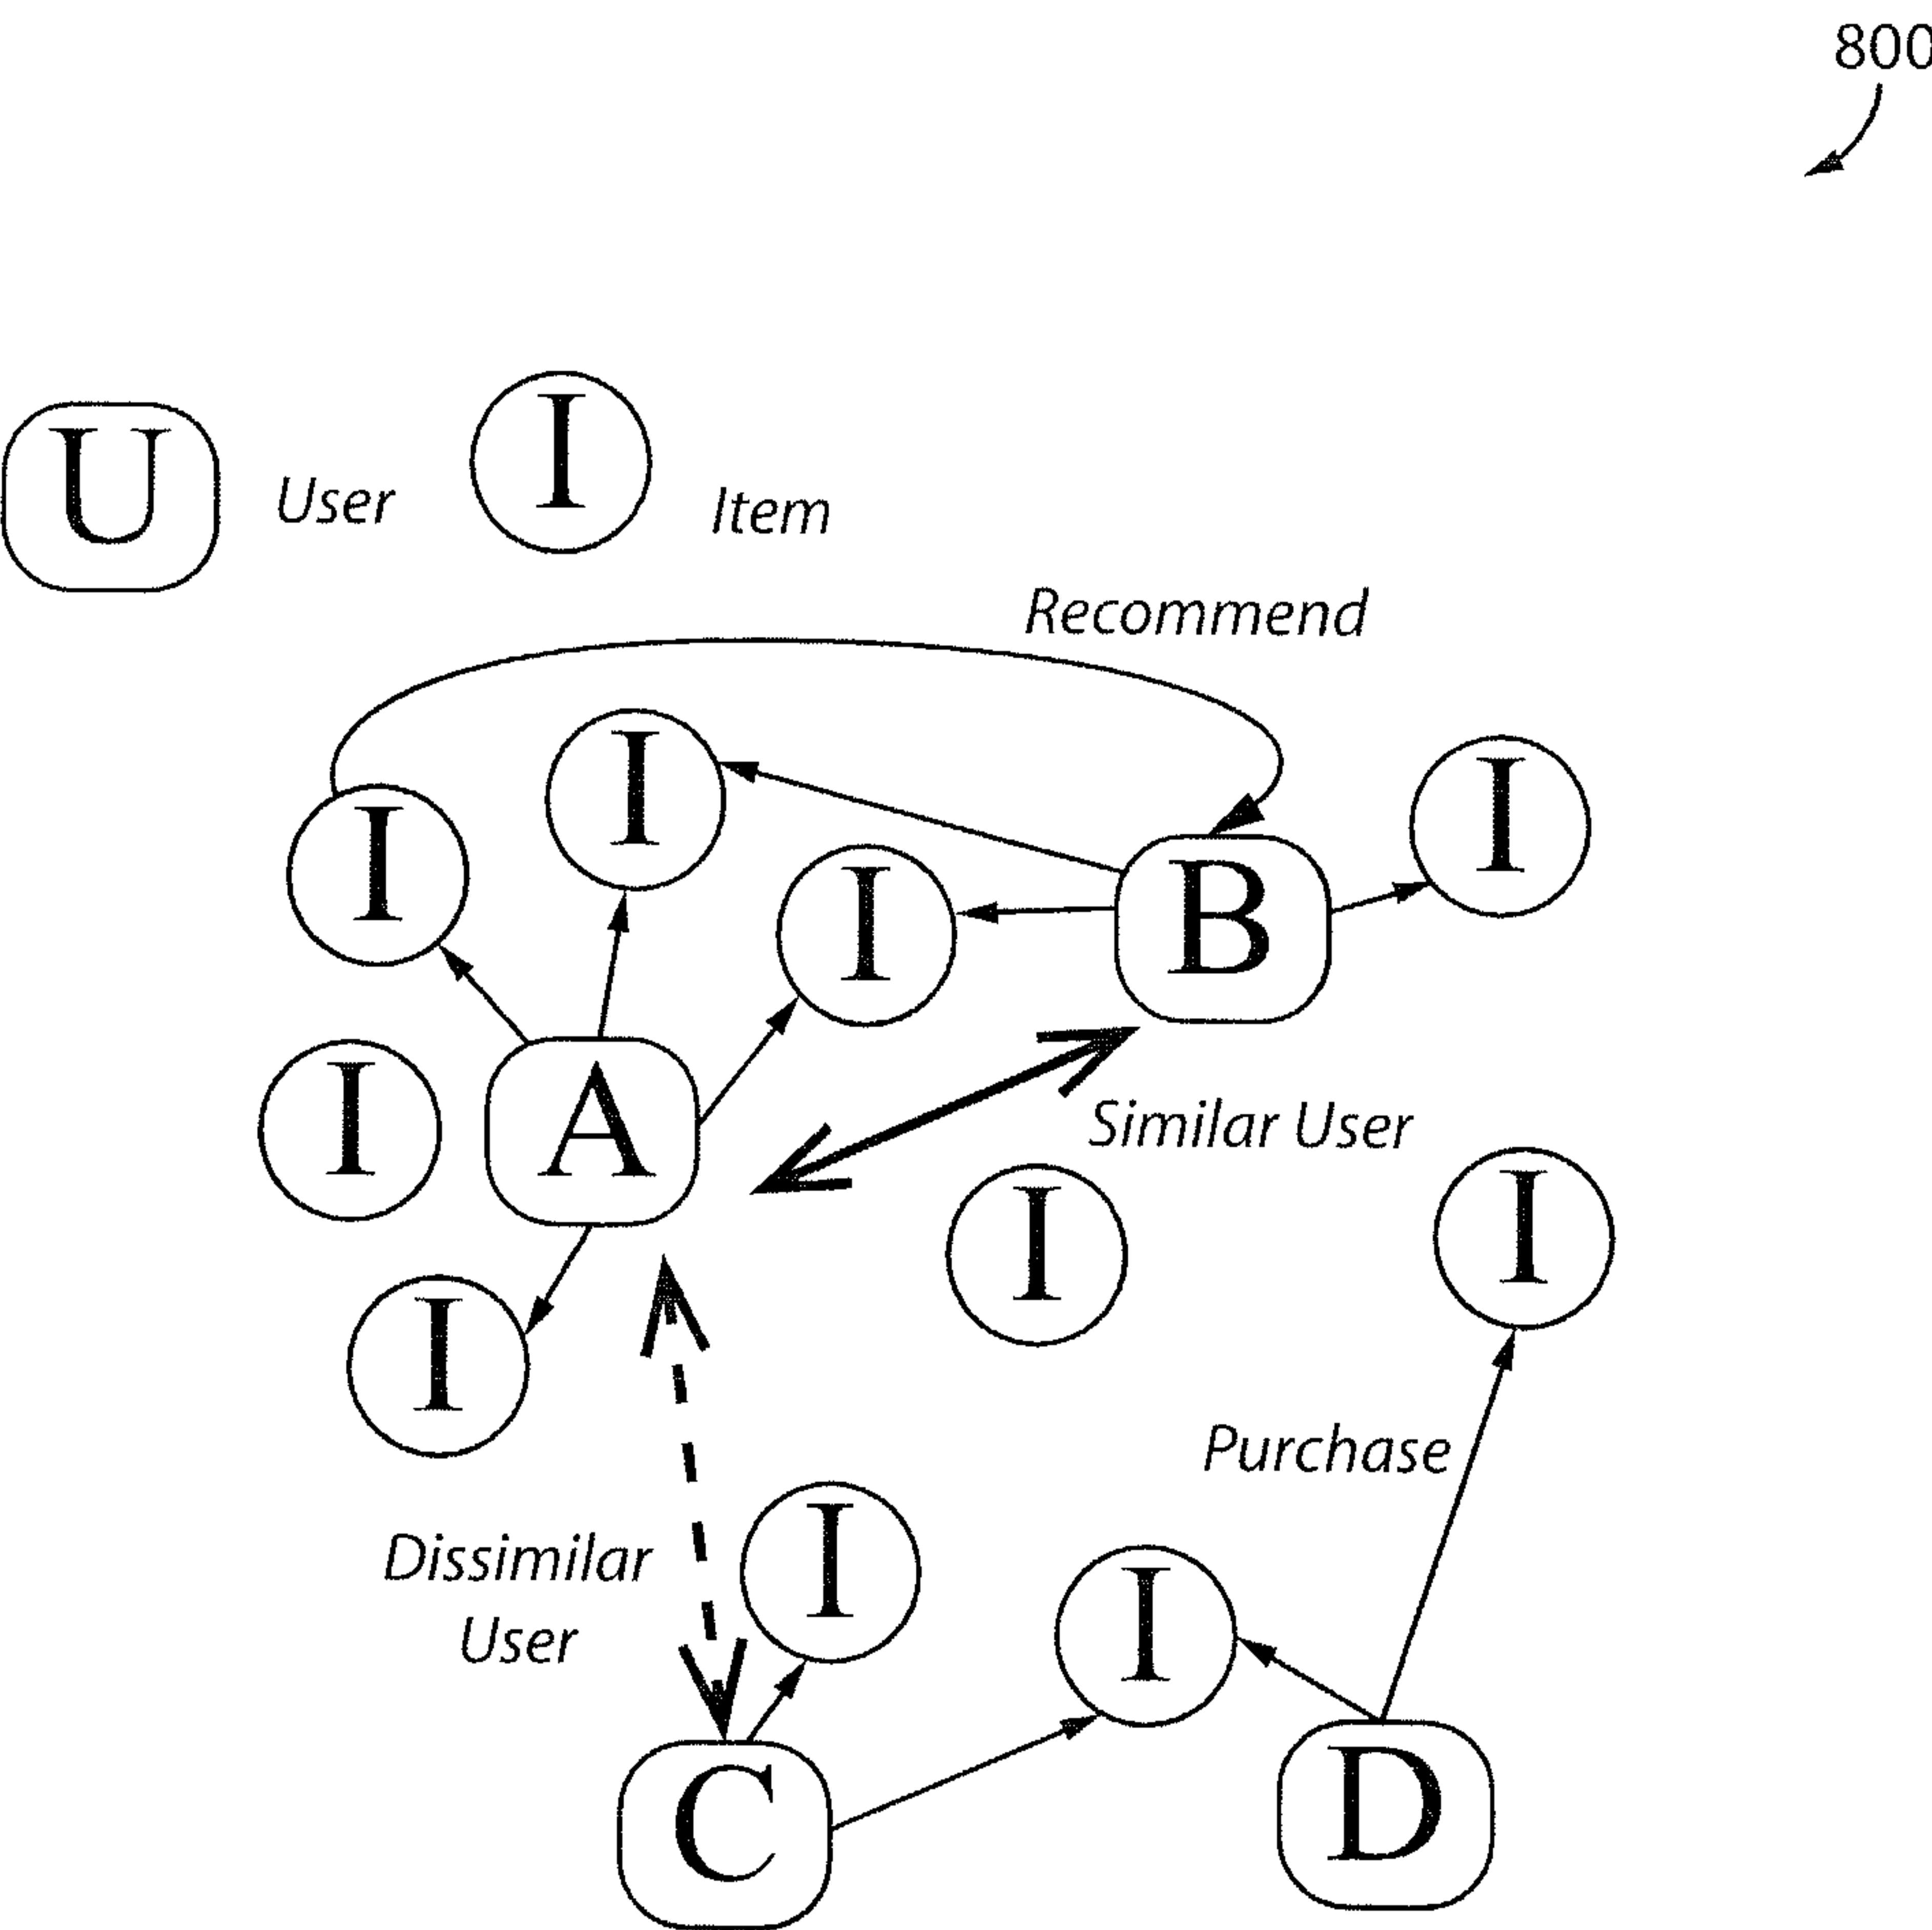 800
U
User
I
Item
Recommend
I
I
I
I
B
I
A
Similar User
I
I
I
Purchase
Dissimilar
User
I
I
C
D